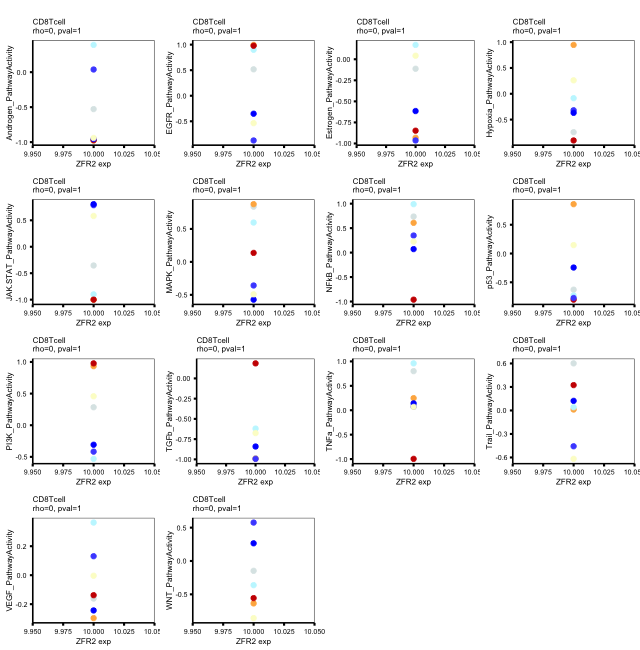 CD8Tcell
rho=0, pval=1
Androgen_PathwayActivity
0.0
-0.5
-1.0
9.950 9.975 10.000 10.025 10.05
ZFR2 exp
CD8Tcell
rho=0, pval=1
EGFR_PathwayActivity
1.0
0.5
0.0
-0.5
9.950 9.975 10.000 10.025 10.05
ZFR2 exp
CD8Tcell
rho=0, pval=1
Estrogen_PathwayActivity
0.00
-0.25
-0.50
-0.75
-1.00
9.950 9.975 10.000 10.025 10.05
ZFR2 exp
CD8Tcell
rho=0, pval=1
Hypoxia_PathwayActivity
1.0
0.5
0.0
-0.5
9.950 9.975 10.000 10.025 10.050
ZFR2 exp
CD8Tcell
rho=0, pval=1
JAK.STAT_PathwayActivity
0.5
0.0
-0.5
-1.0
9.950 9.975 10.000 10.025 10.05
ZFR2 exp
CD8Tcell
rho=0, pval=1
MAPK_PathwayActivity
0.5
0.0
-0.5
9.950 9.975 10.000 10.025 10.05
ZFR2 exp
CD8Tcell
rho=0, pval=1
NFkB_PathwayActivity
1.0
0.5
0.0
-0.5
-1.0
9.950 9.975 10.000 10.025 10.05
ZFR2 exp
CD8Tcell
rho=0, pval=1
p53_PathwayActivity
0.5
0.0
-0.5
9.950 9.975 10.000 10.025 10.050
ZFR2 exp
CD8Tcell
rho=0, pval=1
PI3K_PathwayActivity
1.0
0.5
0.0
-0.5
9.950 9.975 10.000 10.025 10.05
ZFR2 exp
CD8Tcell
rho=0, pval=1
TGFb_PathwayActivity
0.00
-0.25
-0.50
-0.75
-1.00
9.950 9.975 10.000 10.025 10.05
ZFR2 exp
CD8Tcell
rho=0, pval=1
TNFa_PathwayActivity
1.0
0.5
0.0
-0.5
-1.0
9.950 9.975 10.000 10.025 10.05
ZFR2 exp
CD8Tcell
rho=0, pval=1
Trail_PathwayActivity
0.6
0.3
0.0
-0.3
-0.6
9.950 9.975 10.000 10.025 10.050
ZFR2 exp
CD8Tcell
rho=0, pval=1
VEGF_PathwayActivity
0.2
0.0
-0.2
9.950 9.975 10.000 10.025 10.05
ZFR2 exp
CD8Tcell
rho=0, pval=1
WNT_PathwayActivity
0.5
0.0
-0.5
9.950 9.975 10.000 10.025 10.050
ZFR2 exp